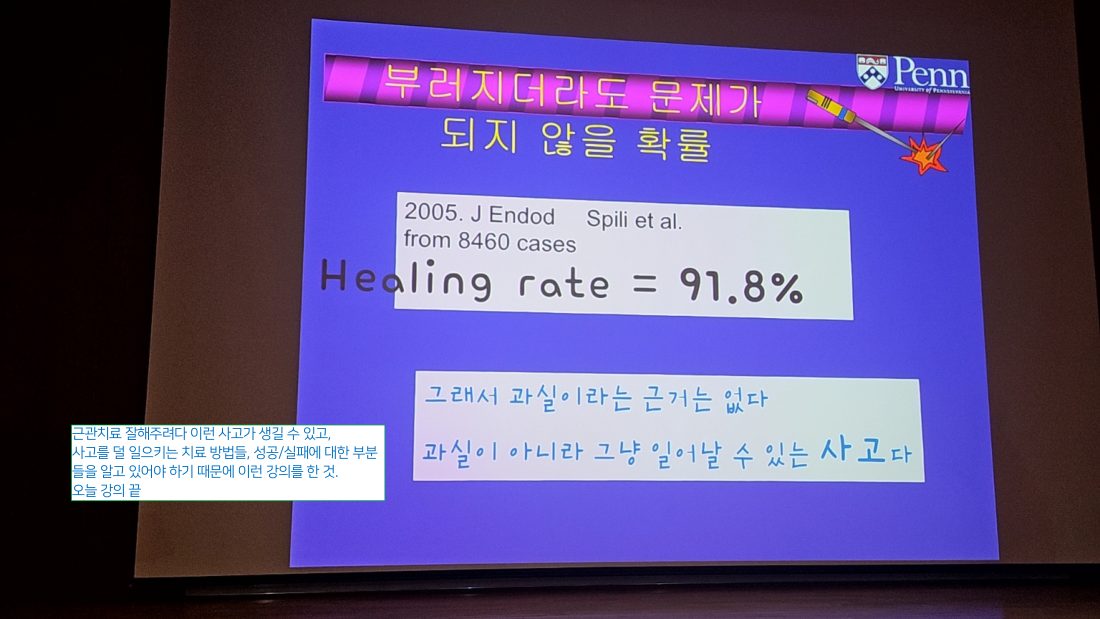 부러지더라도 문제가
되지 않을 확률
Penn
UNIVERSITY of PENNSYLVANIA
2005. J Endod Spili et al.
from 8460 cases
Healing rate = 91.8%
그래서 과실이라는 근거는 없다
과실이 아니라 그냥 일어날 수 있는 사고다
근관치료 잘해주려다 이런 사고가 생길 수 있고,
사고를 덜 일으키는 치료 방법들, 성공/실패에 대한 부분
들을 알고 있어야 하기 때문에 이런 강의를 한 것.
오늘 강의 끝